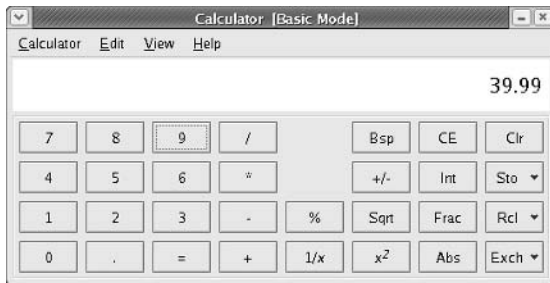 Calculator [Basic Mode]
Calculator Edit View Help
39.99
7 8 9 / Bsp CE Clr
4 5 6 * +/- Int Sto
1 2 3 - % Sqrt Frac Rcl
0 . = + 1/x x² Abs Exch